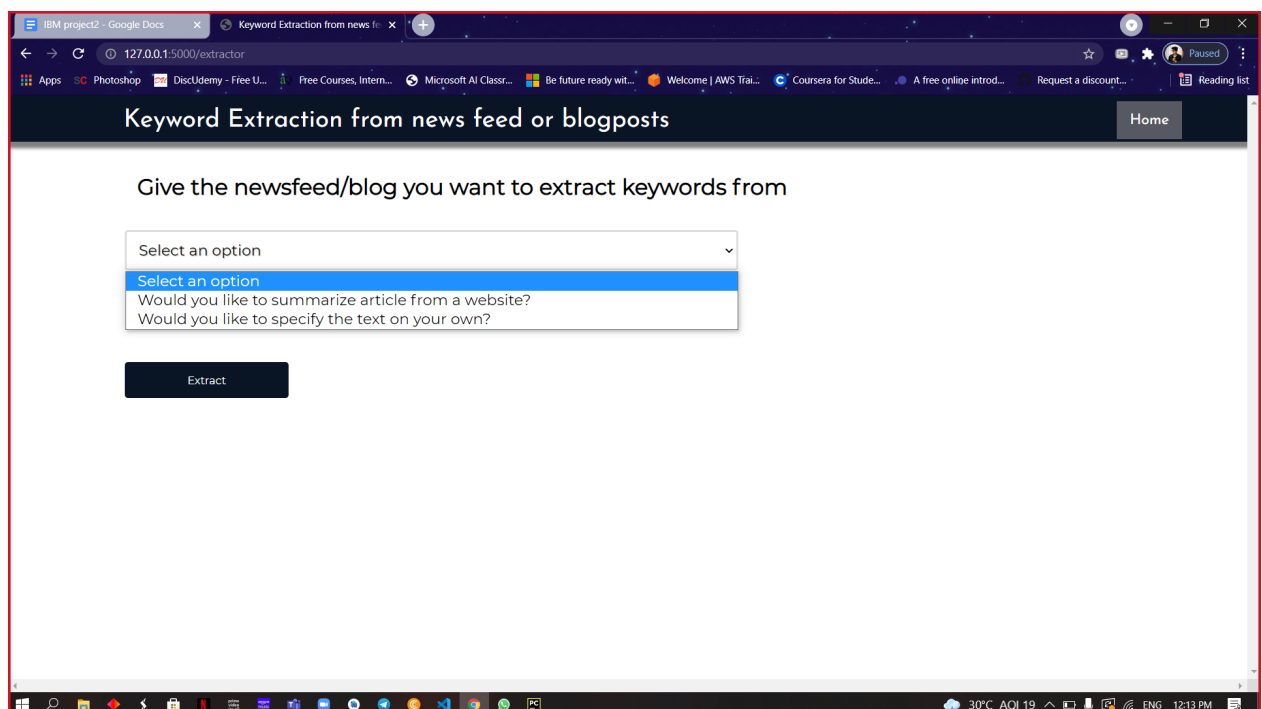 IBM project2 - Google Docs
Keyword Extraction from news fe
127.0.0.1:5000/extractor
Paused
Apps
SC Photoshop
DiscUdemy - Free U...
Free Courses, Intern...
Microsoft AI Classr...
Be future ready wit...
Welcome | AWS Trai...
Coursera for Stude...
A free online introd...
Request a discount...
Reading list
Keyword Extraction from news feed or blogposts
Home
Give the newsfeed/blog you want to extract keywords from
Select an option
Select an option
Would you like to summarize article from a website?
Would you like to specify the text on your own?
Extract
PC
30°C AQI 19
ENG
12:13 PM